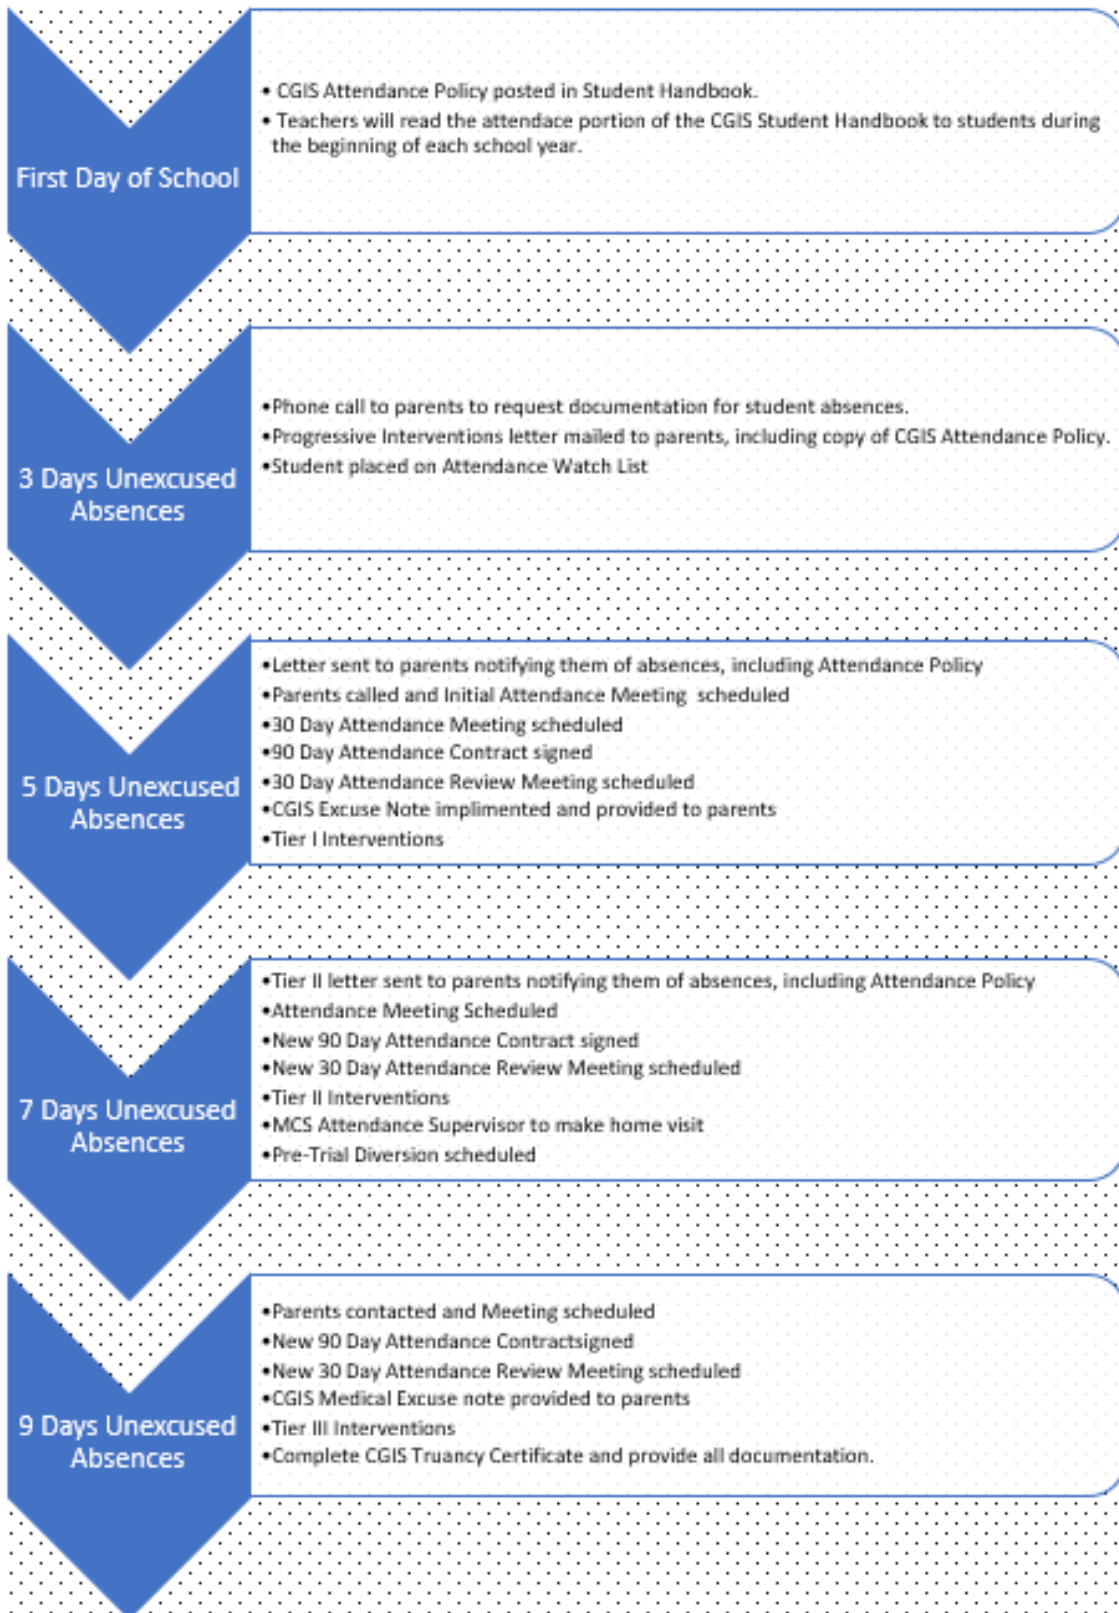 First Day of School
• CGIS Attendance Policy posted in Student Handbook.
• Teachers will read the attendace portion of the CGIS Student Handbook to students during
the beginning of each school year.
3 Days Unexcused
Absences
•Phone call to parents to request documentation for student absences.
•Progressive Interventions letter mailed to parents, including copy of CGIS Attendance Policy.
•Student placed on Attendance Watch List
5 Days Unexcused
Absences
•Letter sent to parents notifying them of absences, including Attendance Policy
•Parents called and Initial Attendance Meeting  scheduled
•30 Day Attendance Meeting scheduled
•90 Day Attendance Contract signed
•30 Day Attendance Review Meeting scheduled
•CGIS Excuse Note implimented and provided to parents
•Tier I Interventions
7 Days Unexcused
Absences
•Tier II letter sent to parents notifying them of absences, including Attendance Policy
•Attendance Meeting Scheduled
•New 90 Day Attendance Contract signed
•New 30 Day Attendance Review Meeting scheduled
•Tier II Interventions
•MCS Attendance Supervisor to make home visit
•Pre-Trial Diversion scheduled
9 Days Unexcused
Absences
•Parents contacted and Meeting scheduled
•New 90 Day Attendance Contractsigned
•New 30 Day Attendance Review Meeting scheduled
•CGIS Medical Excuse note provided to parents
•Tier III Interventions
•Complete CGIS Truancy Certificate and provide all documentation.